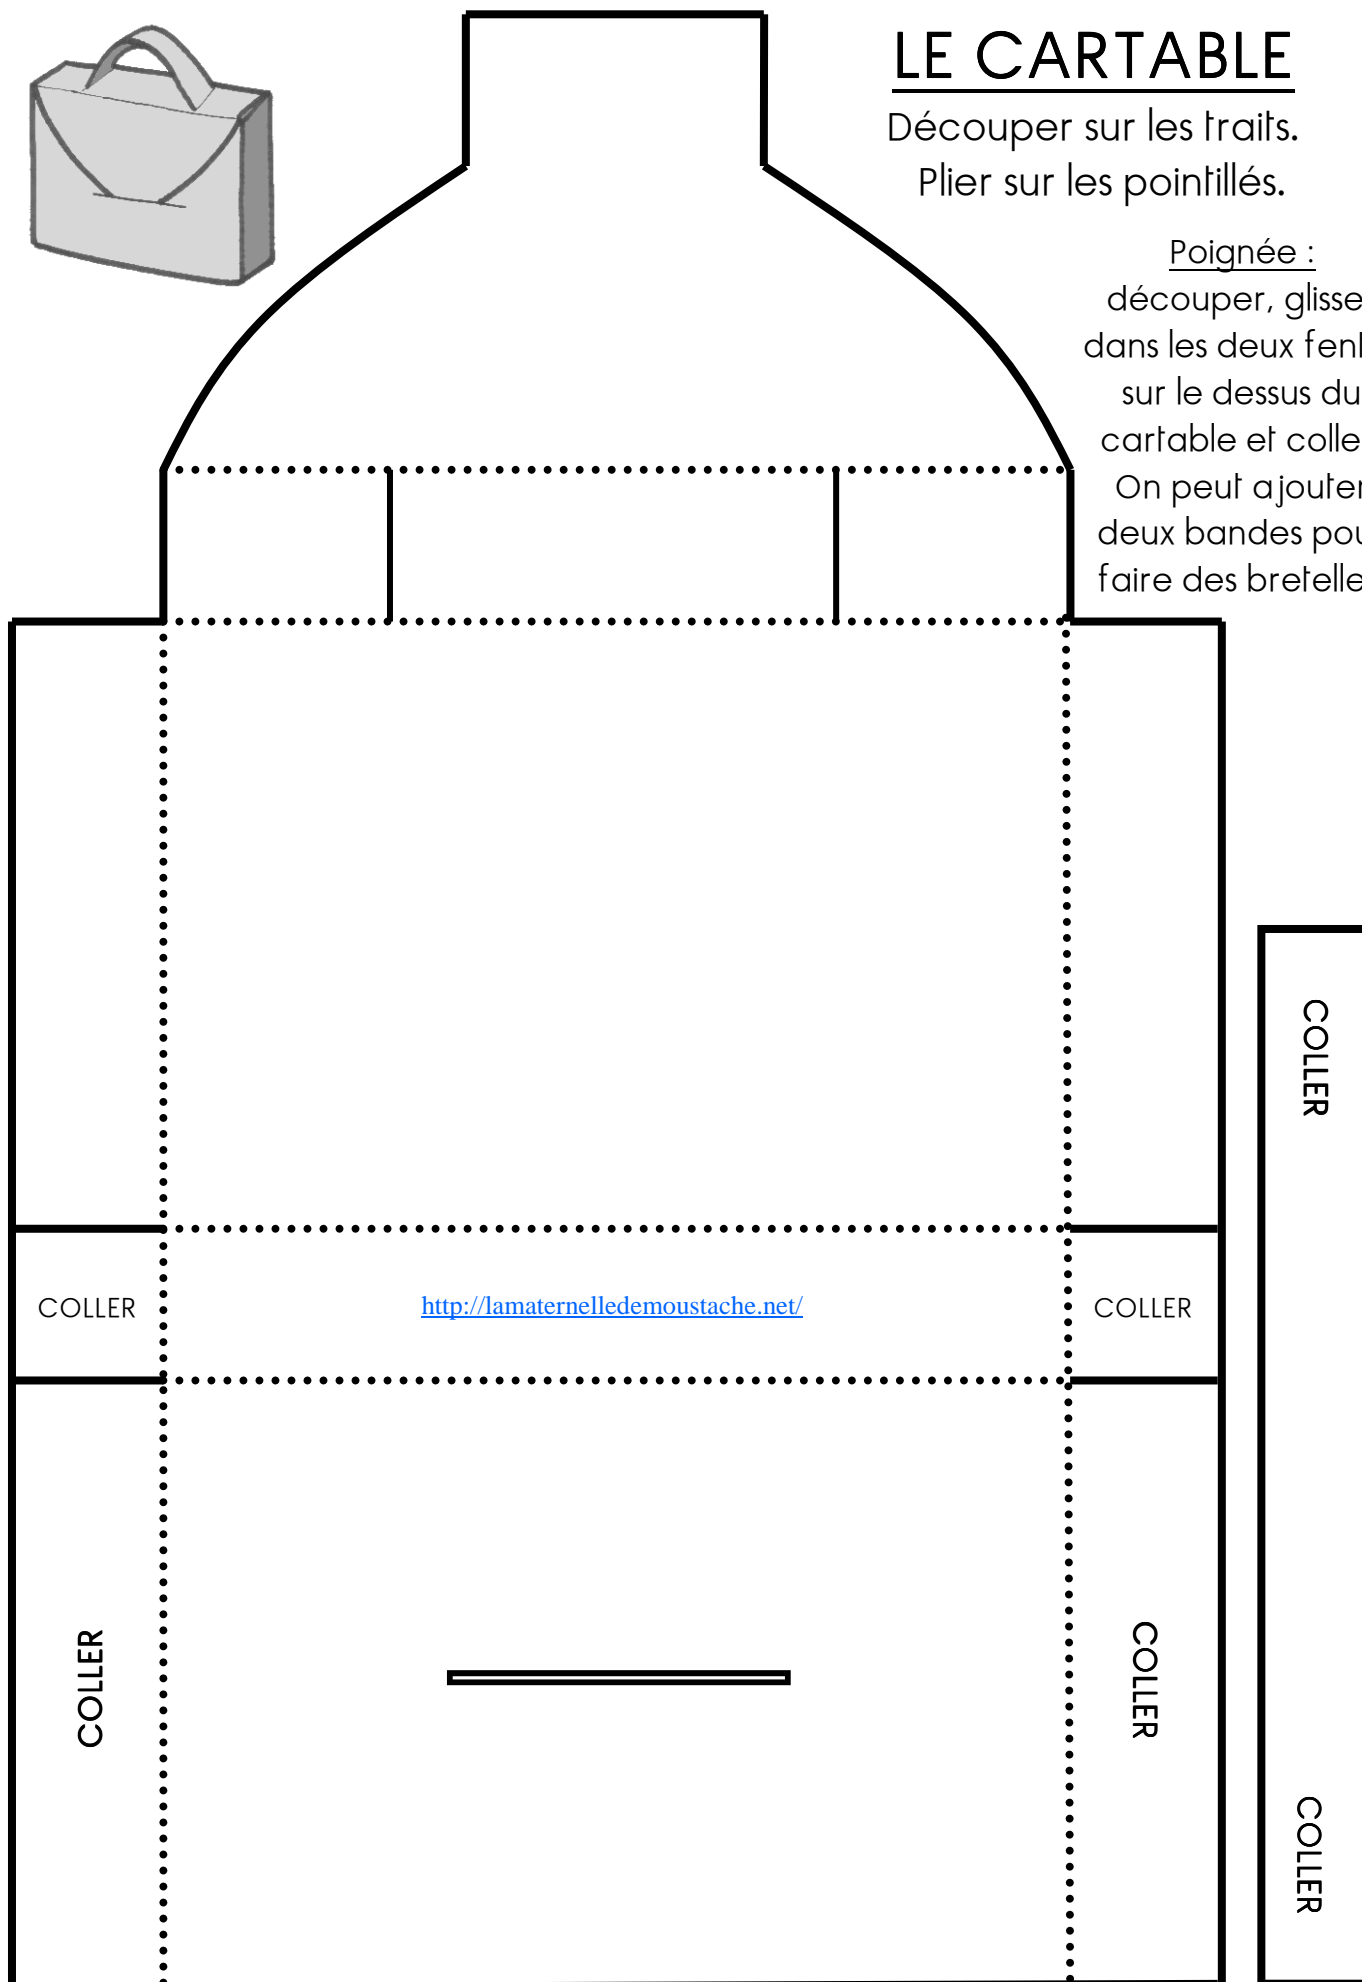 LE CARTABLE
Découper sur les traits.
Plier sur les pointillés.
Poignée :
découper, glisse
dans les deux fent
sur le dessus du
cartable et colle
On peut ajouter
deux bandes pou
faire des bretelle
COLLER
COLLER
http://lamaternelledemoustache.net/
COLLER
COLLER
COLLER
COLLER